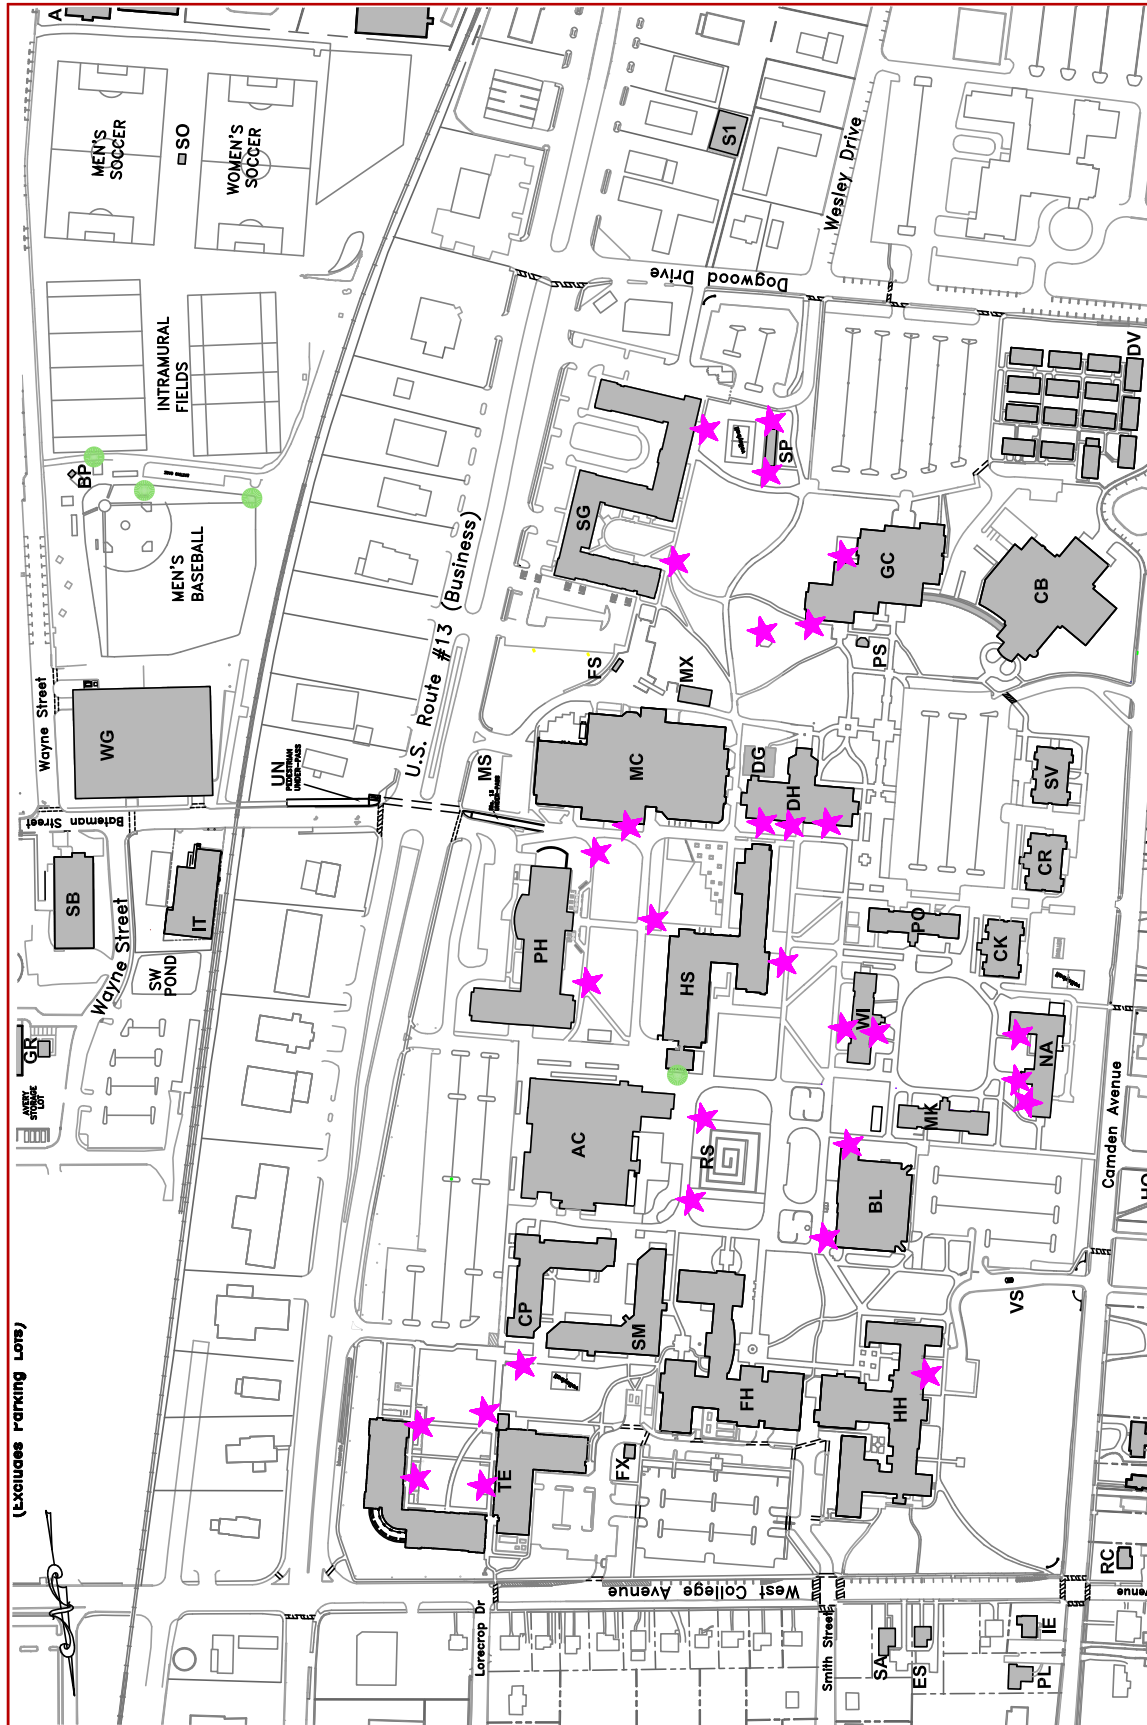 A
MEN'S
SOCCER
SO
WOMEN'S
SOCCER
S1
Wesley Drive
Dogwood Drive
INTRAMURAL
FIELDS
DV
BP
SP
SG
MEN'S
BASEBALL
GC
CB
U.S. Route #13 (Business)
FS
PS
MX
Wayne Street
WG
UN
PEDESTRIAN
UNDER-PASS
MS
MC
DG
DH
SV
Bateman Street
SB
IT
Wayne Street
SW
POND
PH
HS
PO
CR
CK
WI
NA
GR
AVERY
STORAGE
LOT
AC
RS
MK
Camden Avenue
BL
CP
SM
VS
FH
HH
(Excludes Parking Lots)
TE
FX
RC
West College Avenue
Lorecrop Dr
Smith Street
SA
ES
IE
PL